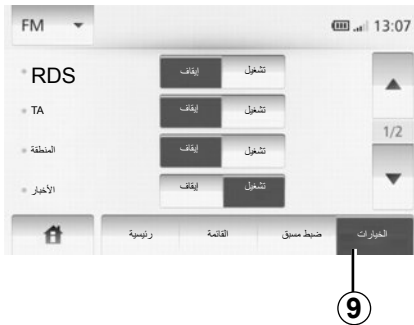 FM 13:07
RDS إيقاف تشغيل
TA إيقاف تشغيل
1/2
المنطقة إيقاف تشغيل
الأخبار إيقاف تشغيل
رئيسية القائمة ضبط مسبق الخيارات
9